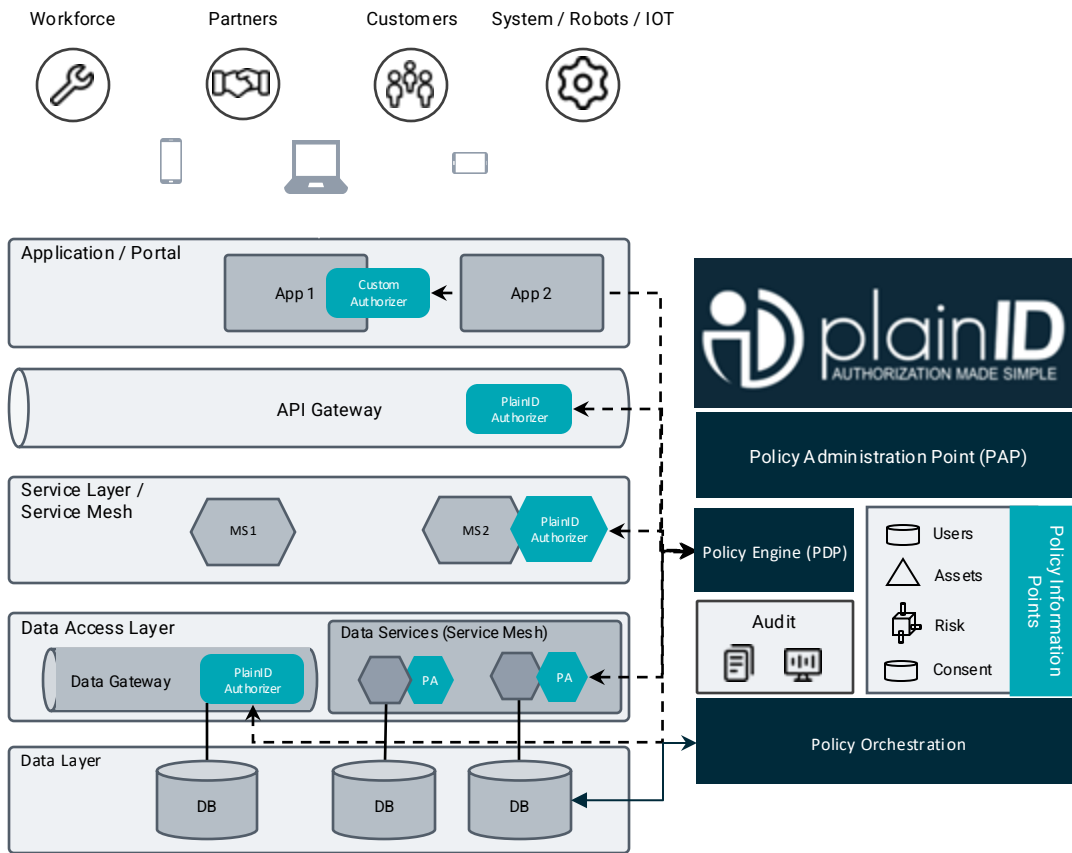 Workforce
Partners
Customers
System / Robots / IOT
Application / Portal
App 1
Custom
Authorizer
App 2
API Gateway
PlainID
Authorizer
Service Layer /
Service Mesh
MS1
MS2
PlainID
Authorizer
Data Access Layer
Data Gateway
PlainID
Authorizer
Data Services (Service Mesh)
PA
PA
Data Layer
DB
DB
DB
plainID
AUTHORIZATION MADE SIMPLE
Policy Administration Point (PAP)
Policy Engine (PDP)
Users
Assets
Risk
Consent
Policy Information
Points
Audit
Policy Orchestration